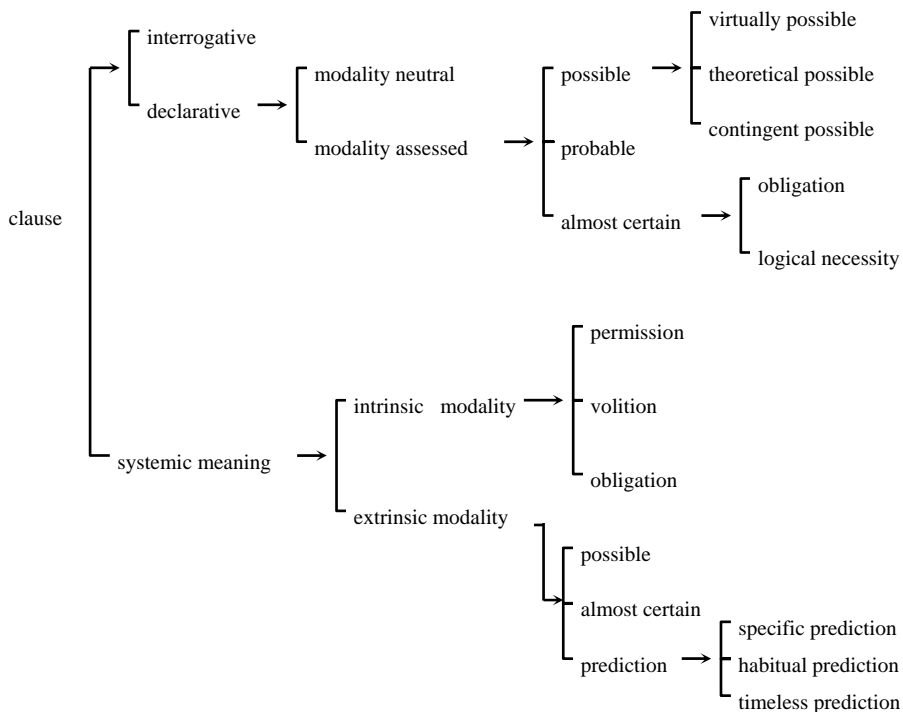 virtually possible
interrogative
modality neutral
possible
theoretical possible
declarative
contingent possible
modality assessed
probable
obligation
clause
almost certain
logical necessity
permission
intrinsic modality
volition
systemic meaning
obligation
extrinsic modality
possible
almost certain
specific prediction
prediction
habitual prediction
timeless prediction